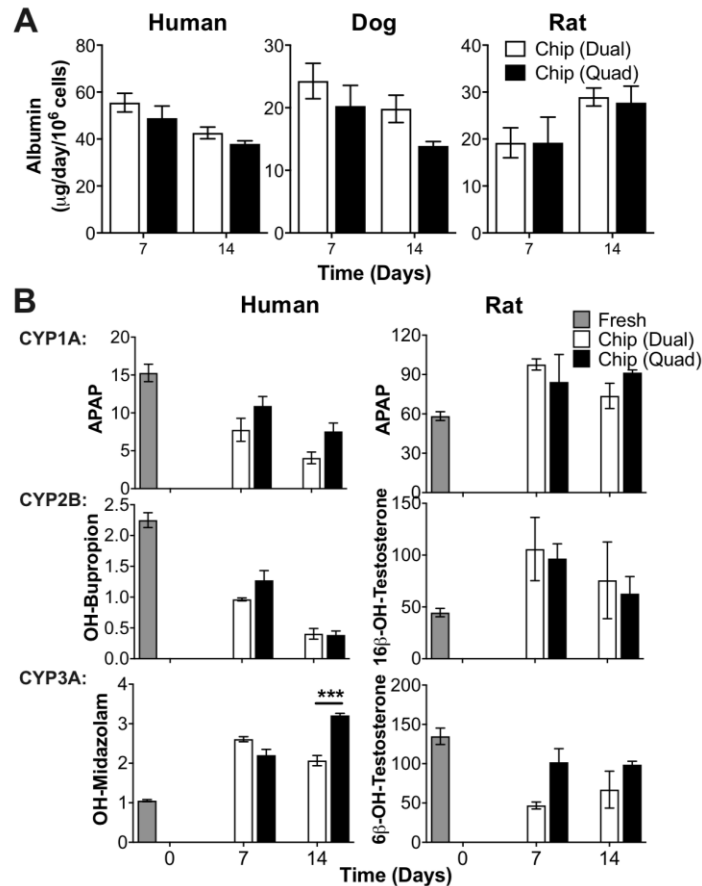 A
Human
Dog
Rat
Albumin
(μg/day/10⁶ cells)
80
60
40
20
0
30
20
10
0
40
30
20
10
0
Chip (Dual)
Chip (Quad)
7 14 7 14 7 14
Time (Days)
B
Human
Rat
Fresh
Chip (Dual)
Chip (Quad)
CYP1A:
APAP
20
15
10
5
0
APAP
120
90
60
30
0
CYP2B:
OH-Bupropion
2.5
2.0
1.5
1.0
0.5
0.0
16β-OH-Testosterone
150
100
50
0
CYP3A:
OH-Midazolam
4
3
2
1
0
***
6β-OH-Testosterone
150
100
50
0
0 7 14 0 7 14
Time (Days)